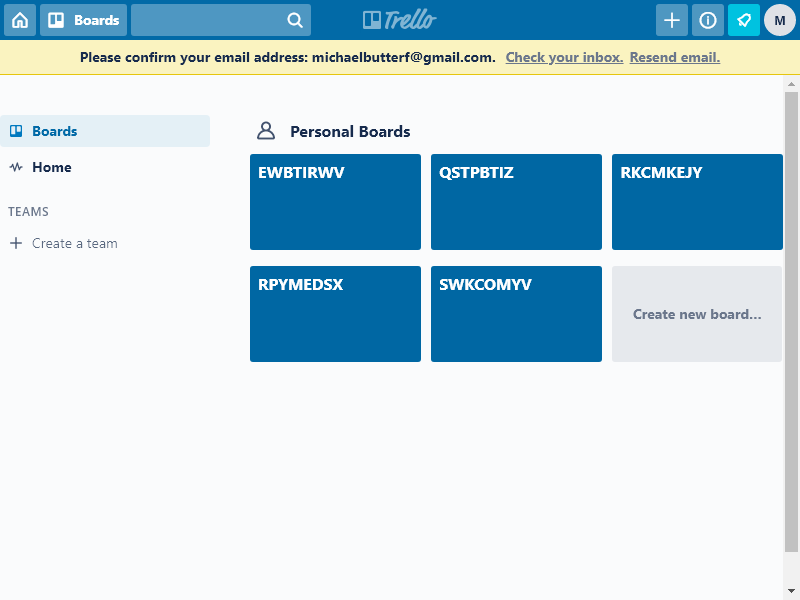 Boards
Trello
M
Please confirm your email address: michaelbutterf@gmail.com. Check your inbox. Resend email.
Boards
Home
TEAMS
Create a team
Personal Boards
EWBTIRWV QSTPBTIZ RKCMKEJY
RPYMEDSX SWKCOMYV Create new board...